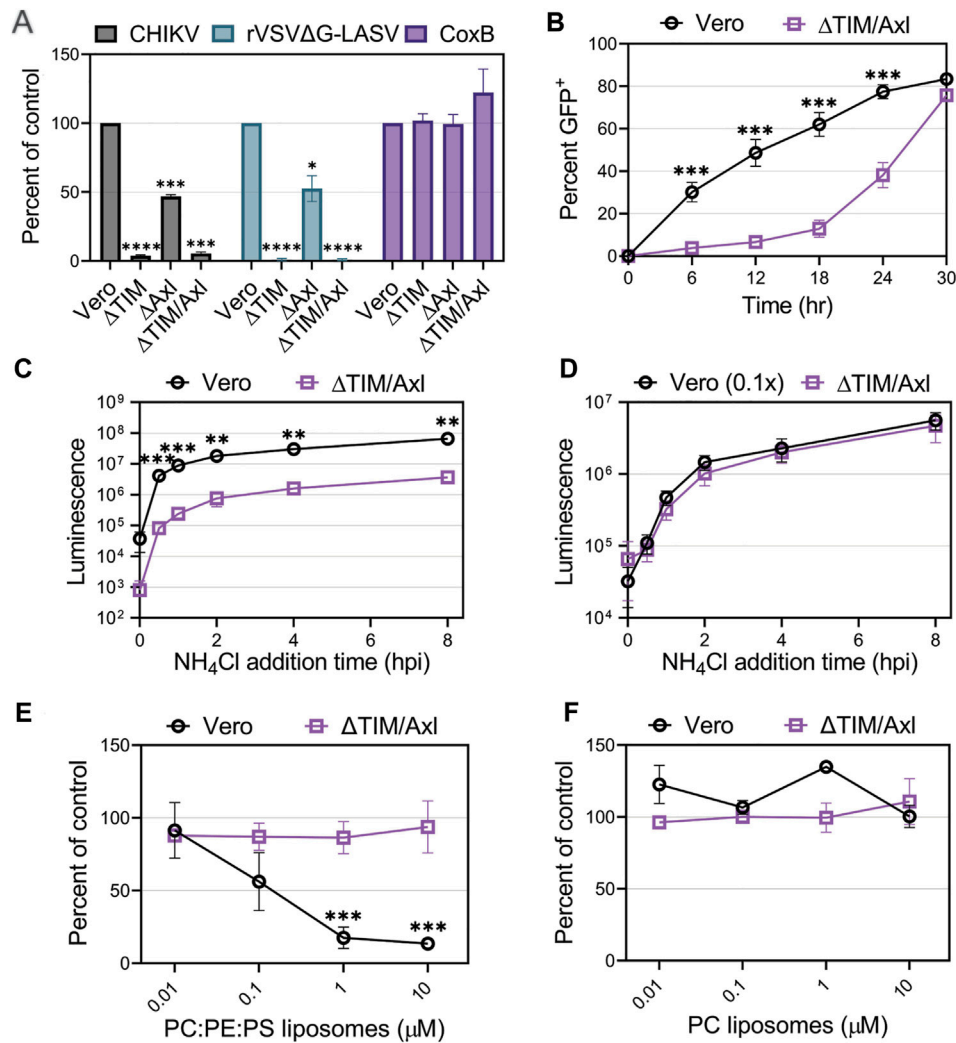 A
CHIKV rVSVΔG-LASV CoxB
Percent of control
150
100
50
0
*** **** *** * **** ****
Vero ΔTIM ΔAxl ΔTIM/Axl Vero ΔTIM ΔAxl ΔTIM/Axl Vero ΔTIM ΔAxl ΔTIM/Axl
B
Vero ΔTIM/Axl
Percent GFP+
100
80
60
40
20
0
*** *** *** ***
0 6 12 18 24 30
Time (hr)
C
Vero ΔTIM/Axl
Luminescence
10⁹
10⁸
10⁷
10⁶
10⁵
10⁴
10³
10²
*** *** ** ** **
0 2 4 6 8
NH₄Cl addition time (hpi)
D
Vero (0.1x) ΔTIM/Axl
Luminescence
10⁷
10⁶
10⁵
10⁴
0 2 4 6 8
NH₄Cl addition time (hpi)
E
Vero ΔTIM/Axl
Percent of control
150
100
50
0
*** ***
0.01 0.1 1 10
PC:PE:PS liposomes (μM)
F
Vero ΔTIM/Axl
Percent of control
150
100
50
0
0.01 0.1 1 10
PC liposomes (μM)